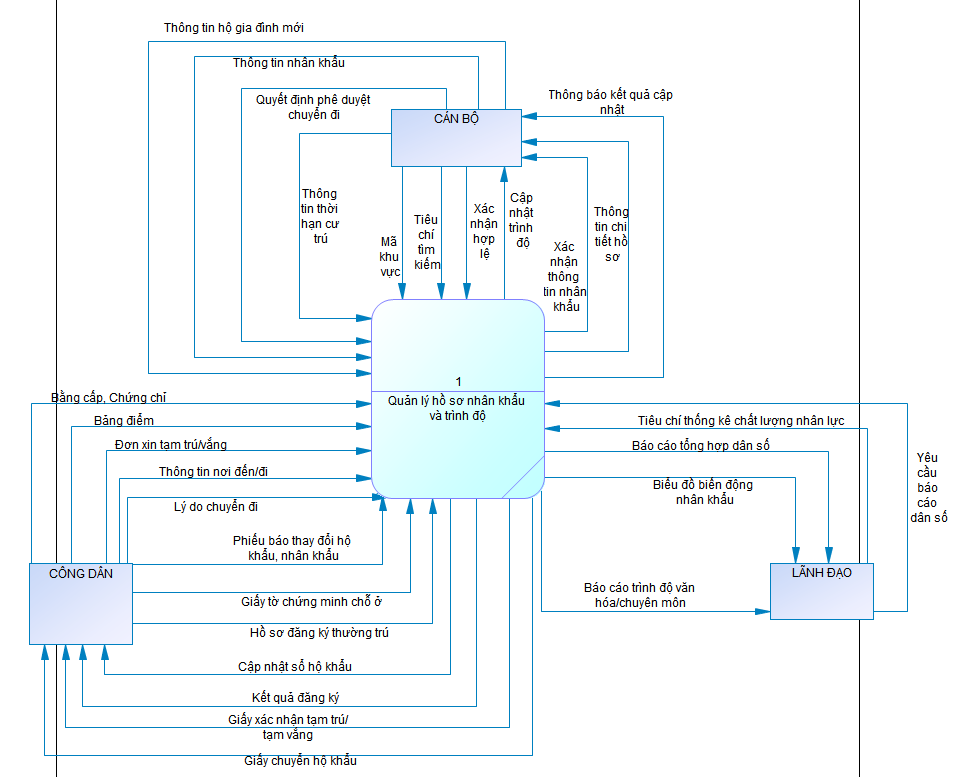 Thông tin hộ gia đình mới
Thông tin nhân khẩu
Quyết định phê duyệt
chuyển đi
CÁN BỘ
Thông báo kết quả cập
nhật
Thông
tin thời
hạn cư
trú
Mã
khu
vực
Tiêu
chí
tìm
kiếm
Xác
nhận
hợp
lệ
Cập
nhật
trình
độ
Xác
nhận
thông
tin nhân
khẩu
Thông
tin chi
tiết hồ
sơ
1
Quản lý hồ sơ nhân khẩu
và trình độ
Bằng cấp, Chứng chỉ
Bảng điểm
Đơn xin tạm trú/vắng
Thông tin nơi đến/đi
Lý do chuyển đi
Phiếu báo thay đổi hộ
khẩu, nhân khẩu
CÔNG DÂN
Giấy tờ chứng minh chỗ ở
Hồ sơ đăng ký thường trú
Cập nhật sổ hộ khẩu
Kết quả đăng ký
Giấy xác nhận tạm trú/
tạm vắng
Giấy chuyển hộ khẩu
Tiêu chí thống kê chất lượng nhân lực
Báo cáo tổng hợp dân số
Biểu đồ biến động
nhân khẩu
Yêu
cầu
báo
cáo
dân số
LÃNH ĐẠO
Báo cáo trình độ văn
hóa/chuyên môn